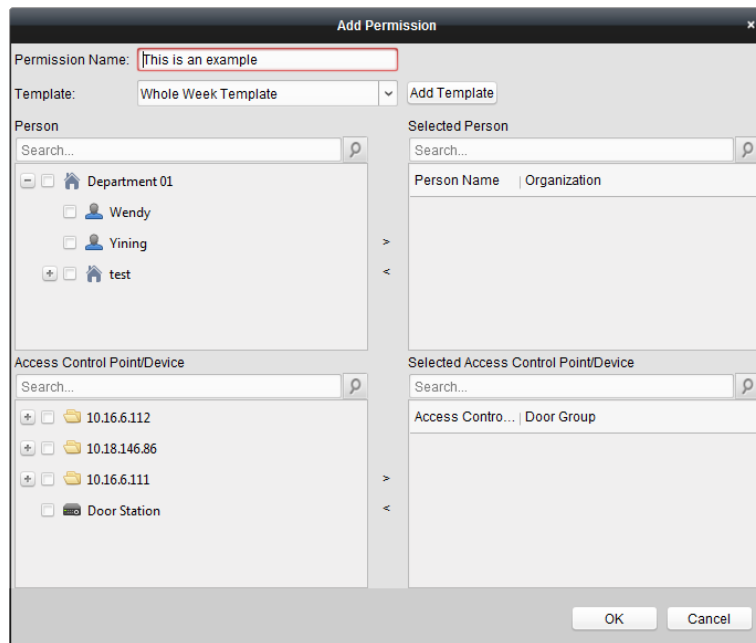 Add Permission
Permission Name: This is an example
Template: Whole Week Template Add Template
Person
Search...
Department 01
Wendy
Yining
test
Selected Person
Search...
Person Name Organization
>
<
Access Control Point/Device
Search...
10.16.6.112
10.18.146.86
10.16.6.111
Door Station
Selected Access Control Point/Device
Search...
Access Contro... Door Group
>
<
OK Cancel